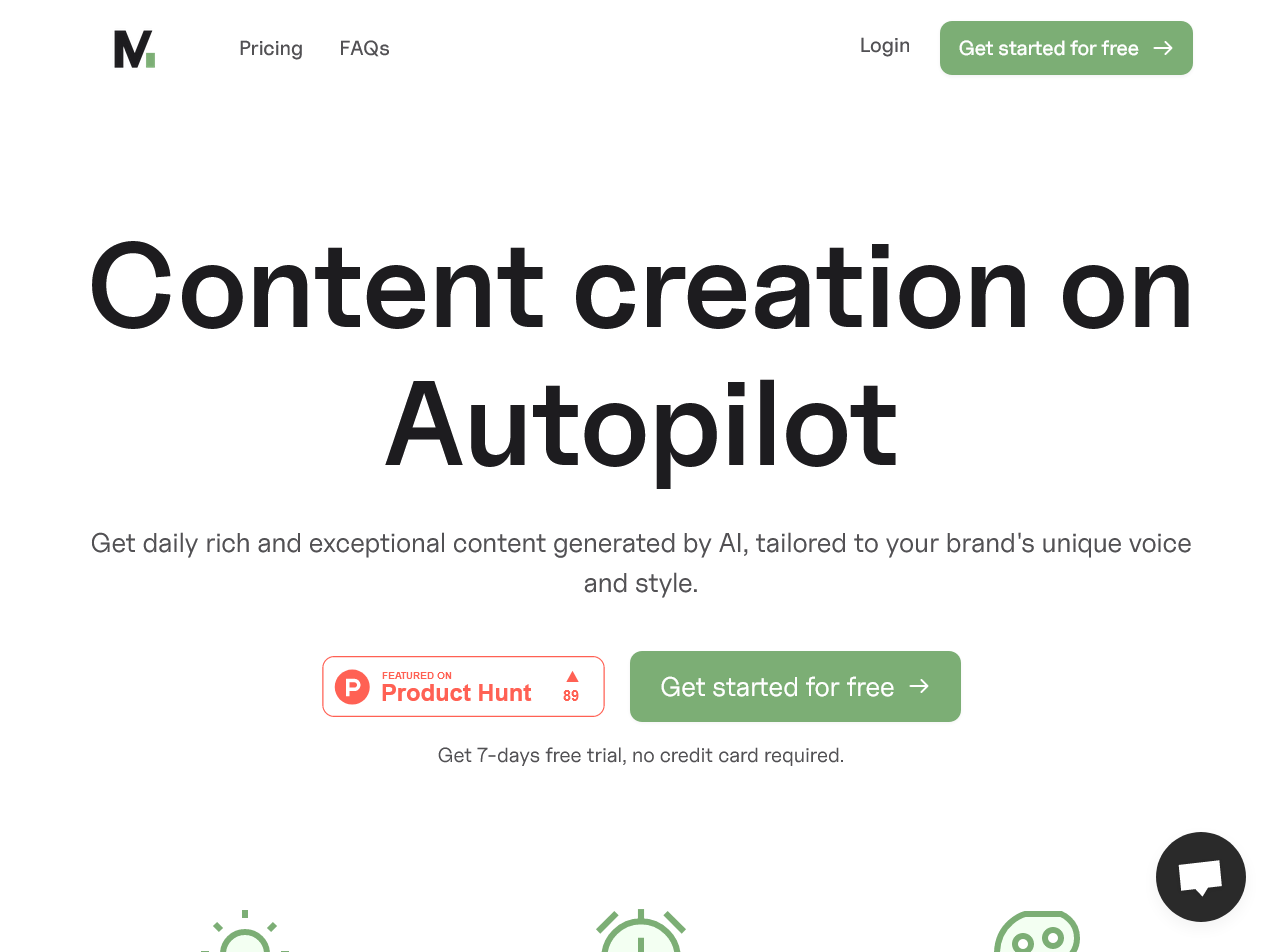 M
Pricing
FAQs
Login
Get started for free
Content creation on
Autopilot
Get daily rich and exceptional content generated by AI, tailored to your brand's unique voice
and style.
P
FEATURED ON
Product Hunt
89
Get started for free
Get 7-days free trial, no credit card required.